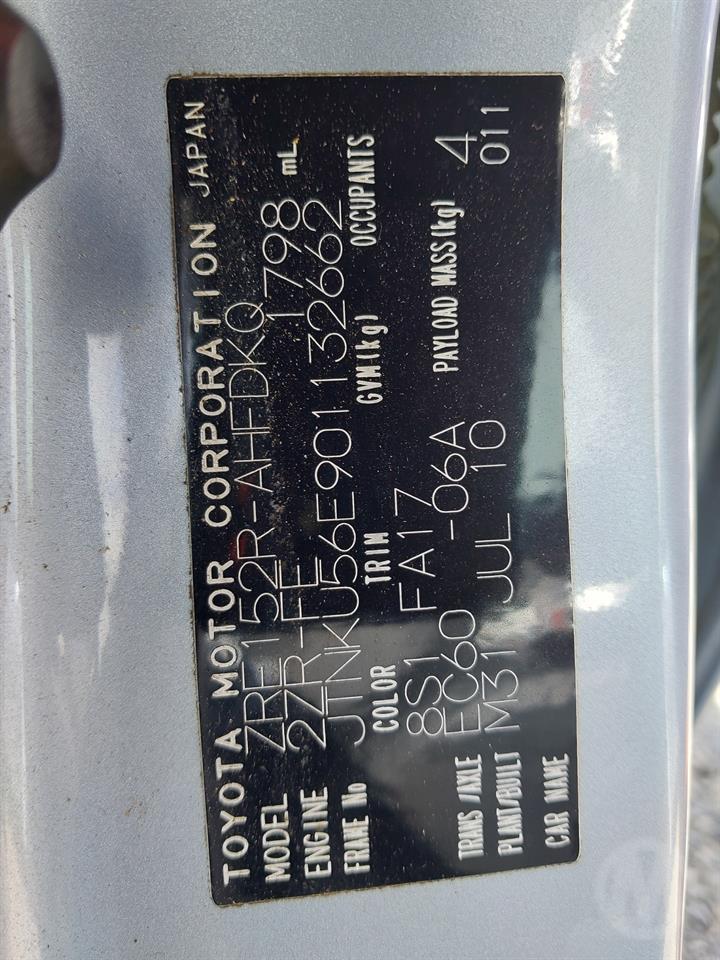 TOYOTA MOTOR CORPORATION JAPAN
MODEL ZRE152R-AHFDKQ
ENGINE 2ZR-FE 1798 mL
FRAME No JTNKU56E901132662
COLOR TRIM GVM(kg) OCCUPANTS
8S1 FA17
TRANS/AXLE EC60 -06A PAYLOAD MASS(kg) 4
PLANT/BUILT M31 JUL 10 011
CAR NAME